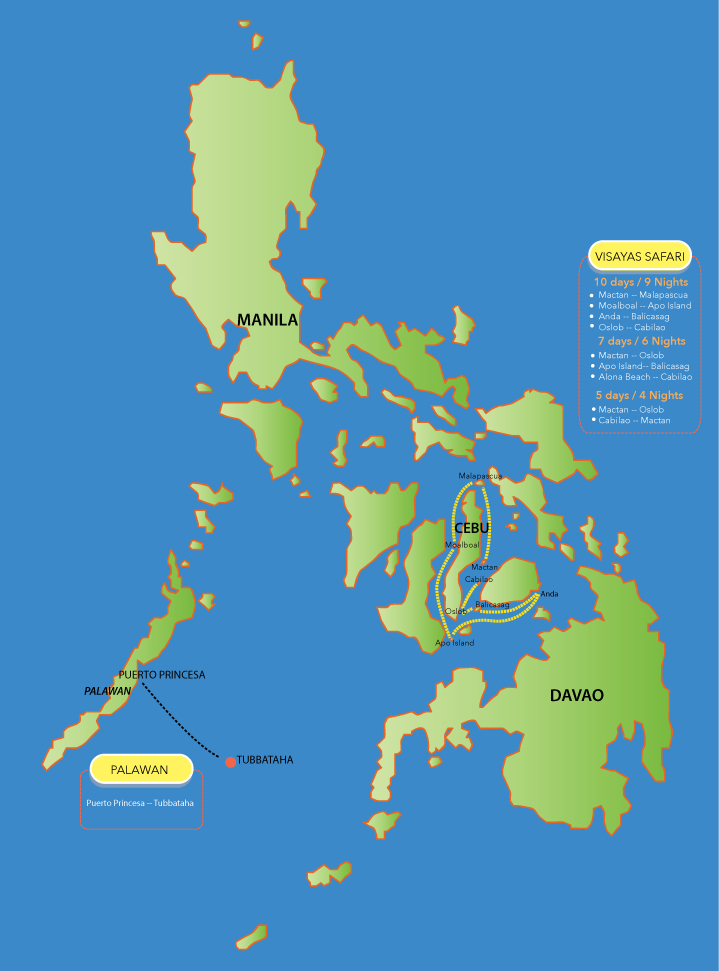 VISAYAS SAFARI
10 days / 9 Nights
• Mactan -- Malapascua
• Moalboal -- Apo Island
• Anda -- Balicasag
• Oslob -- Cabilao
7 days / 6 Nights
• Mactan -- Oslob
• Apo Island-- Balicasag
• Alona Beach -- Cabilao
5 days / 4 Nights
• Mactan -- Oslob
• Cabilao -- Mactan
MANILA
Malapascua
CEBU
Moalboal
Mactan
Cabilao
Anda
Balicasag
Oslob
Apo Island
PUERTO PRINCESA
PALAWAN
DAVAO
TUBBATAHA
PALAWAN
Puerto Princesa -- Tubbataha